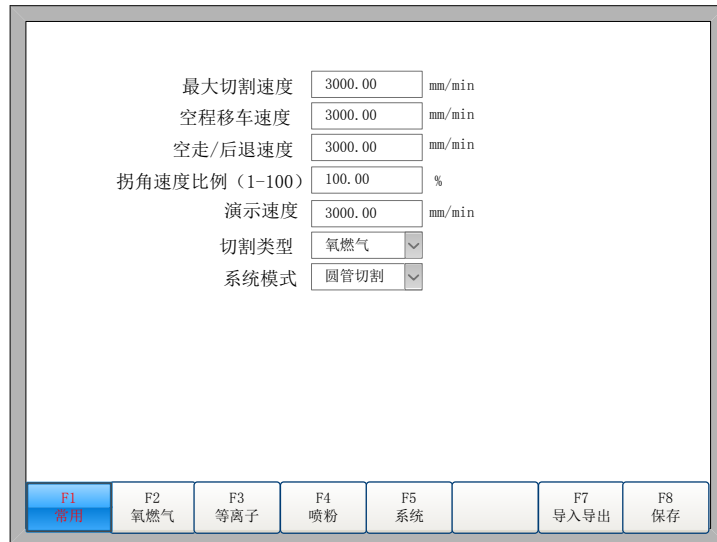 最大切割速度 3000.00 mm/min
空程移车速度 3000.00 mm/min
空走/后退速度 3000.00 mm/min
拐角速度比例（1-100） 100.00 %
演示速度 3000.00 mm/min
切割类型 氧燃气
系统模式 圆管切割
F1 F2 F3 F4 F5 F7 F8
常用 氧燃气 等离子 喷粉 系统 导入导出 保存